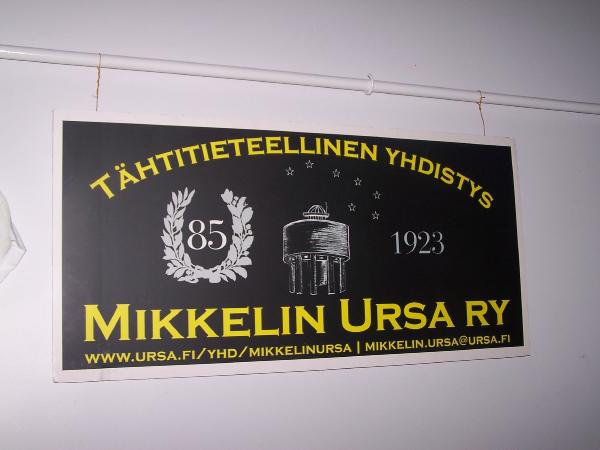 TÄHTITIETEELLINEN YHDISTYS
85
1923
MIKKELIN URSA RY
WWW.URSA.FI/YHD/MIKKELINURSA | MIKKELIN.URSA@URSA.FI